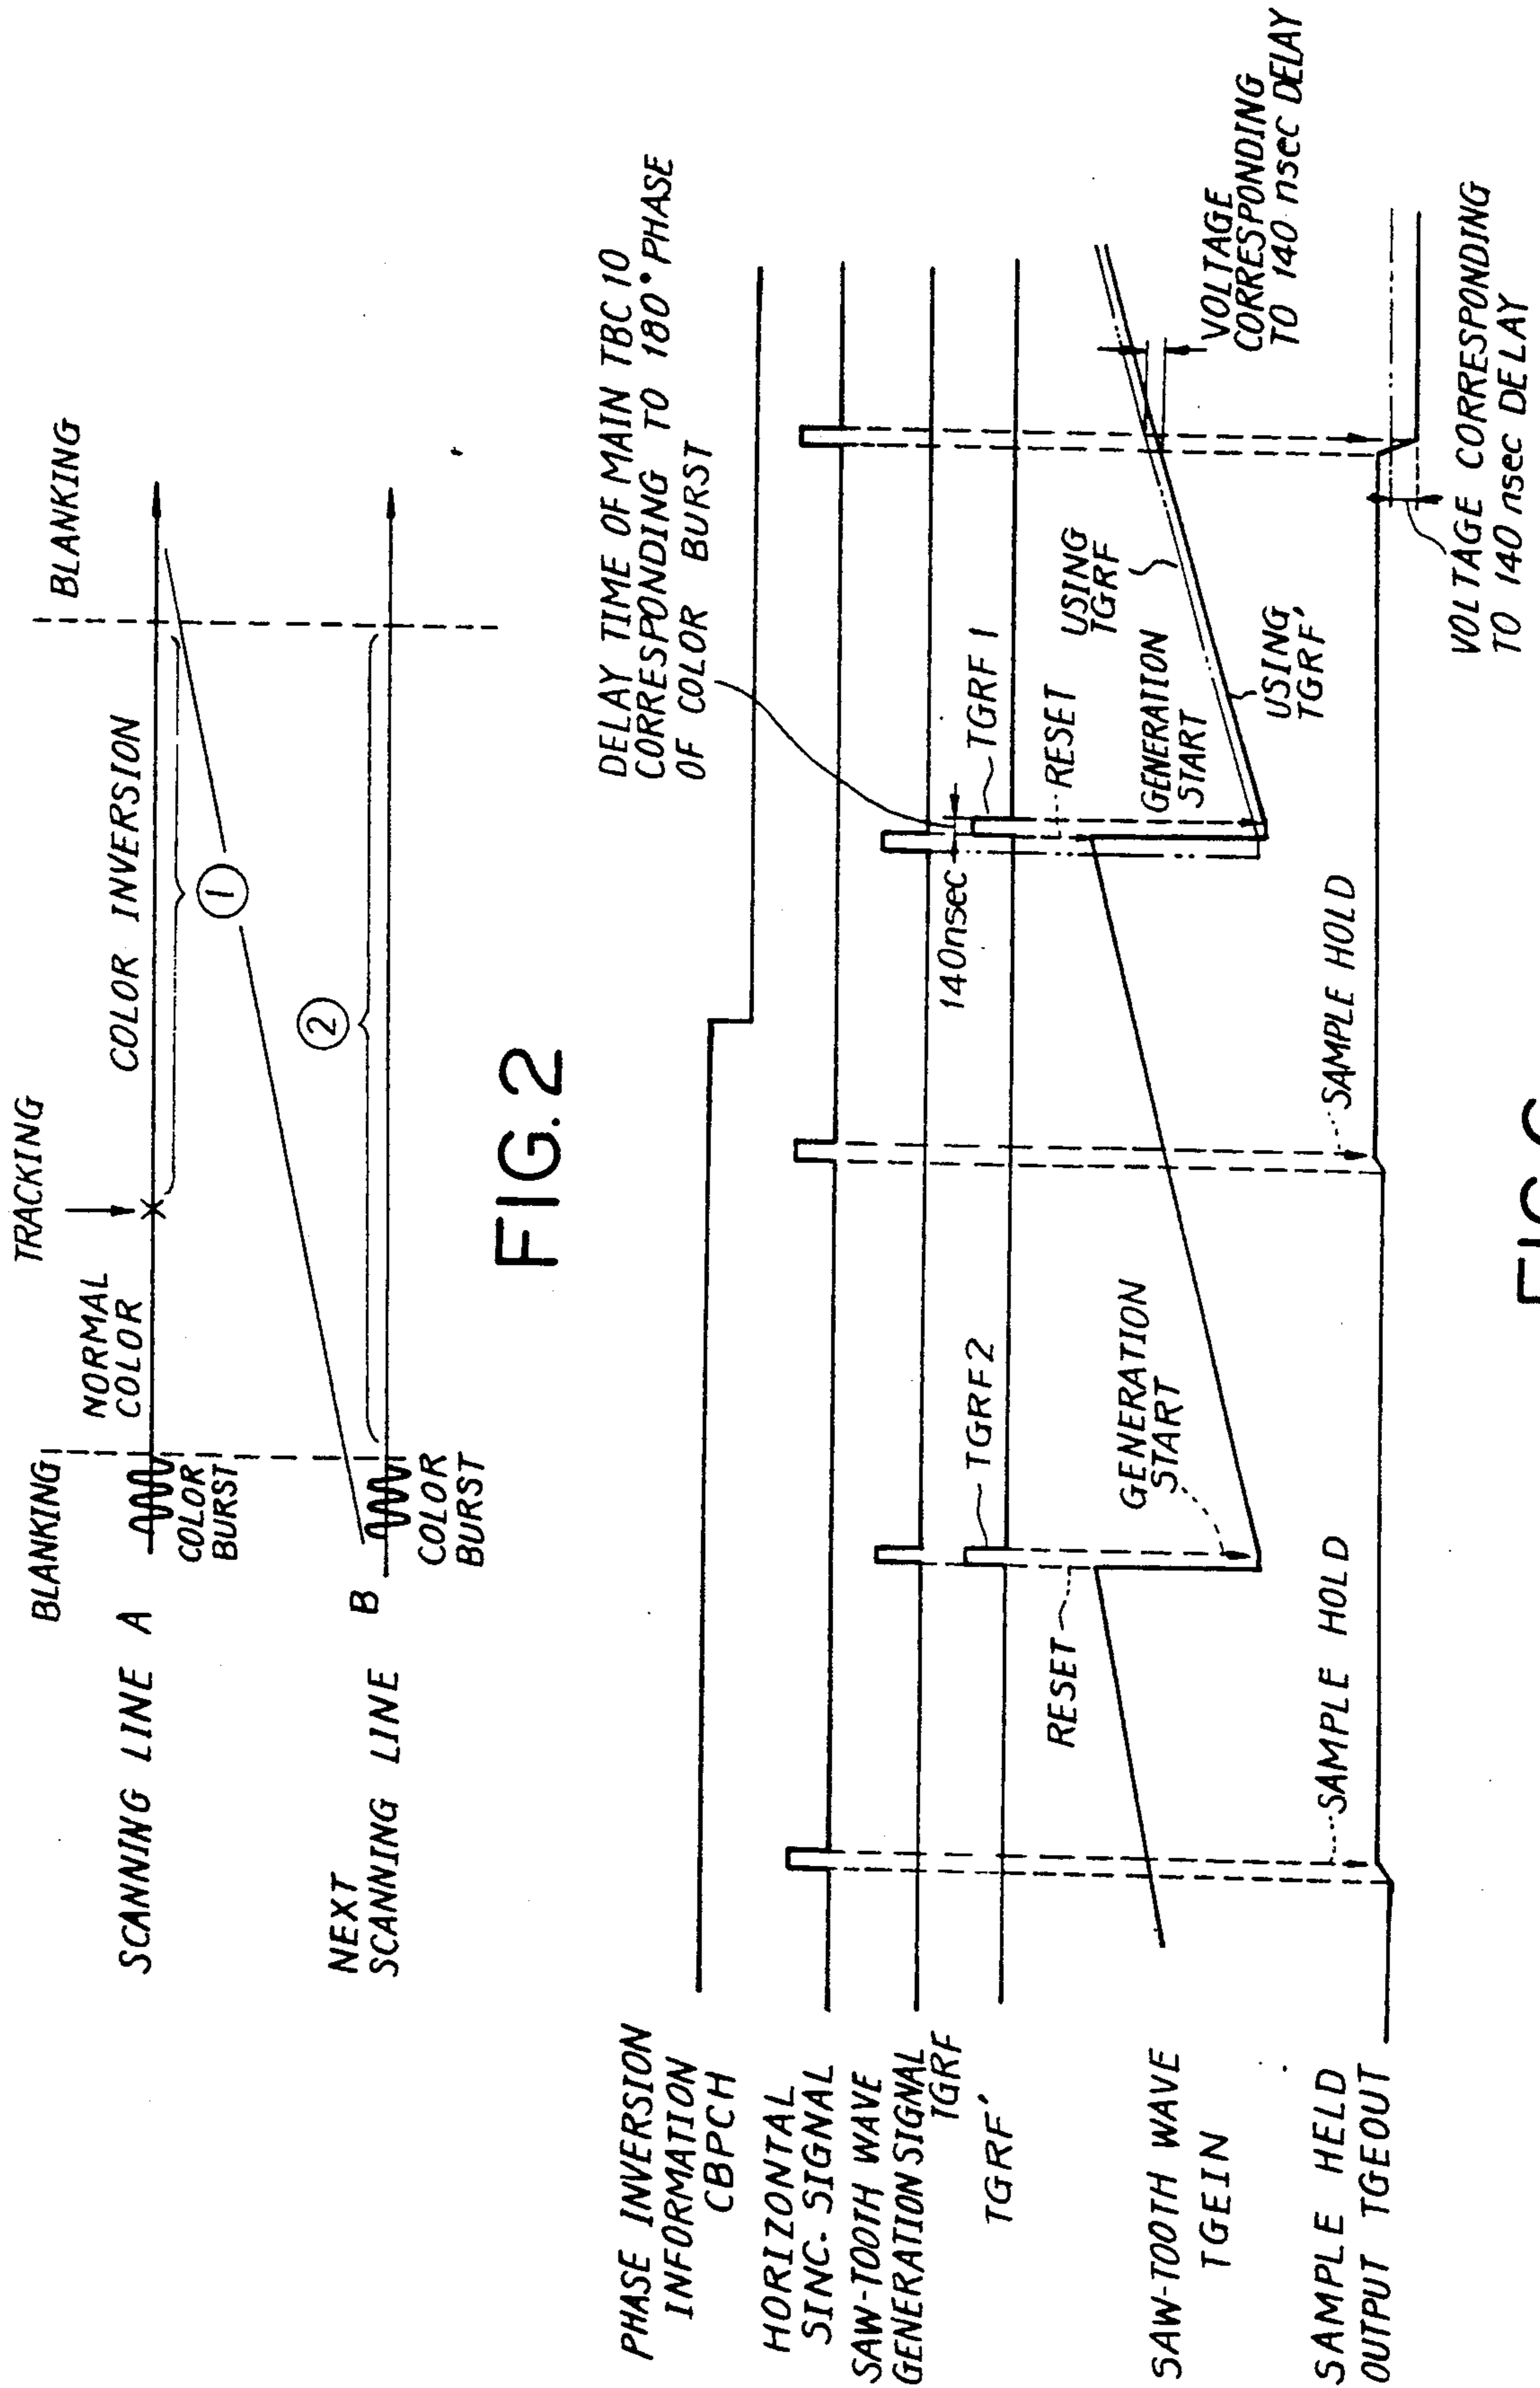 BLANKING
TRACKING
BLANKING
NORMAL
COLOR
COLOR INVERSION
SCANNING LINE A
COLOR
BURST
1
2
NEXT
SCANNING LINE B
COLOR
BURST
FIG. 2
DELAY TIME OF MAIN TBC 10
CORRESPONDING TO 180° PHASE
OF COLOR BURST
PHASE INVERSION
INFORMATION
CBPCH
HORIZONTAL
SINC. SIGNAL
SAW-TOOTH WAVE
GENERATION SIGNAL
TGRF
140nsec
TGRF'
TGRF2
TGRF 1
RESET
RESET
GENERATION
START
GENERATION
START
USING
TGRF
USING
TGRF'
VOLTAGE
CORRESPONDING
TO 140 nsec DELAY
SAW-TOOTH WAVE
TGEIN
SAMPLE HOLD
SAMPLE HOLD
SAMPLE HELD
OUTPUT TGEOUT
VOLTAGE CORRESPONDING
TO 140 nsec DELAY